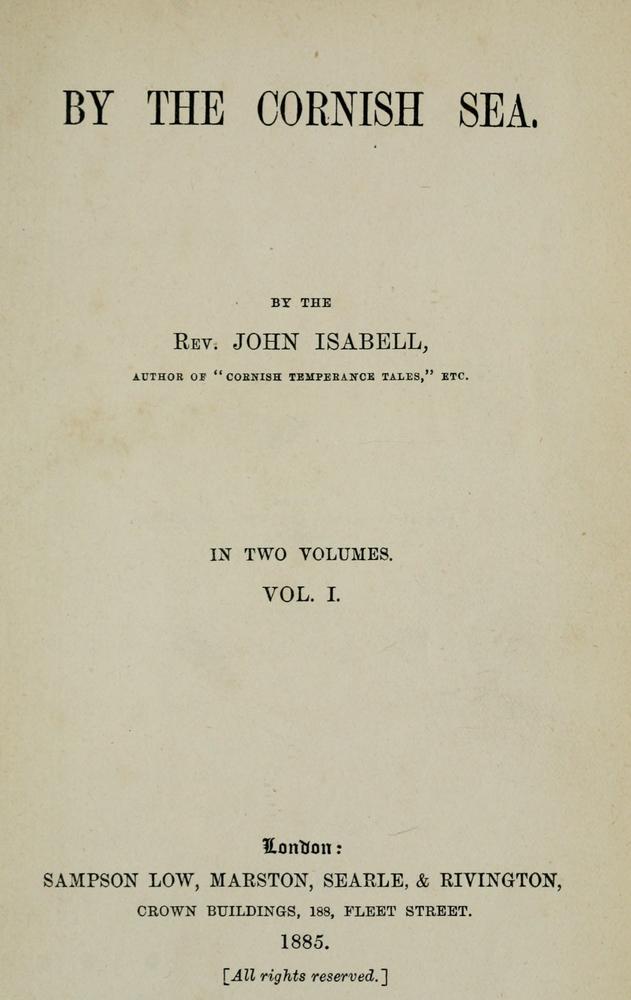 BY THE CORNISH SEA.
BY THE
REV. JOHN ISABELL,
AUTHOR OF "CORNISH TEMPERANCE TALES," ETC.
IN TWO VOLUMES.
VOL. I.
London:
SAMPSON LOW, MARSTON, SEARLE, & RIVINGTON,
CROWN BUILDINGS, 188, FLEET STREET.
1885.
[All rights reserved.]